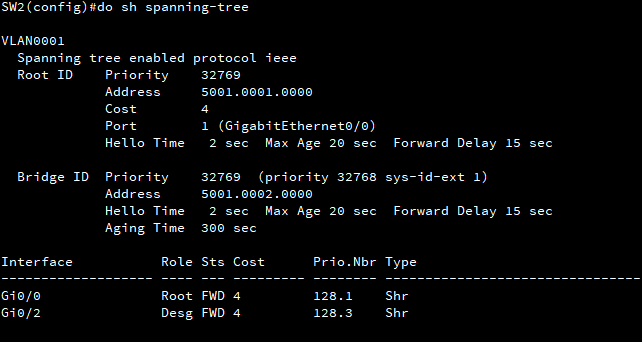 SW2(config)#do sh spanning-tree
VLAN0001
  Spanning tree enabled protocol ieee
  Root ID    Priority    32769
             Address     5001.0001.0000
             Cost        4
             Port        1 (GigabitEthernet0/0)
             Hello Time   2 sec  Max Age 20 sec  Forward Delay 15 sec
  Bridge ID  Priority    32769  (priority 32768 sys-id-ext 1)
             Address     5001.0002.0000
             Hello Time   2 sec  Max Age 20 sec  Forward Delay 15 sec
             Aging Time  300 sec
Interface           Role Sts Cost      Prio.Nbr Type
------------------- ---- --- --------- -------- --------------------------------
Gi0/0               Root FWD 4         128.1    Shr
Gi0/2               Desg FWD 4         128.3    Shr